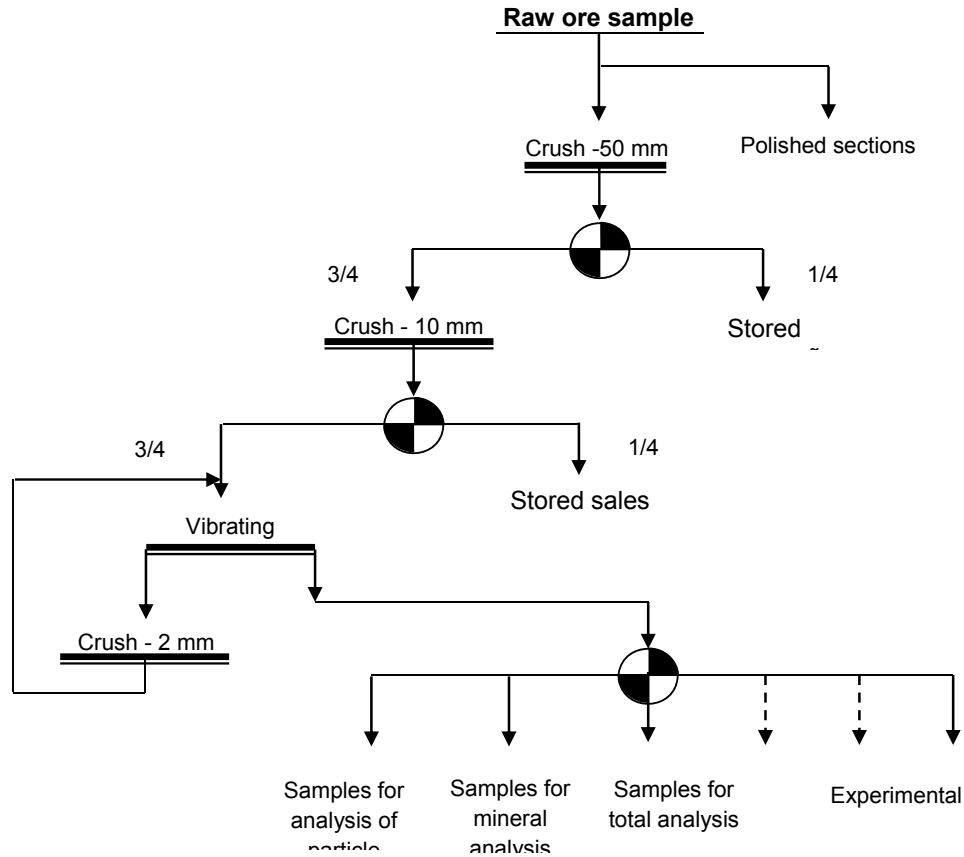 Raw ore sample
Polished sections
Crush -50 mm
3/4
1/4
Crush - 10 mm
Stored
3/4
1/4
Stored sales
Vibrating
Crush - 2 mm
Samples for
analysis of
particle
Samples for
mineral
analysis
Samples for
total analysis
Experimental